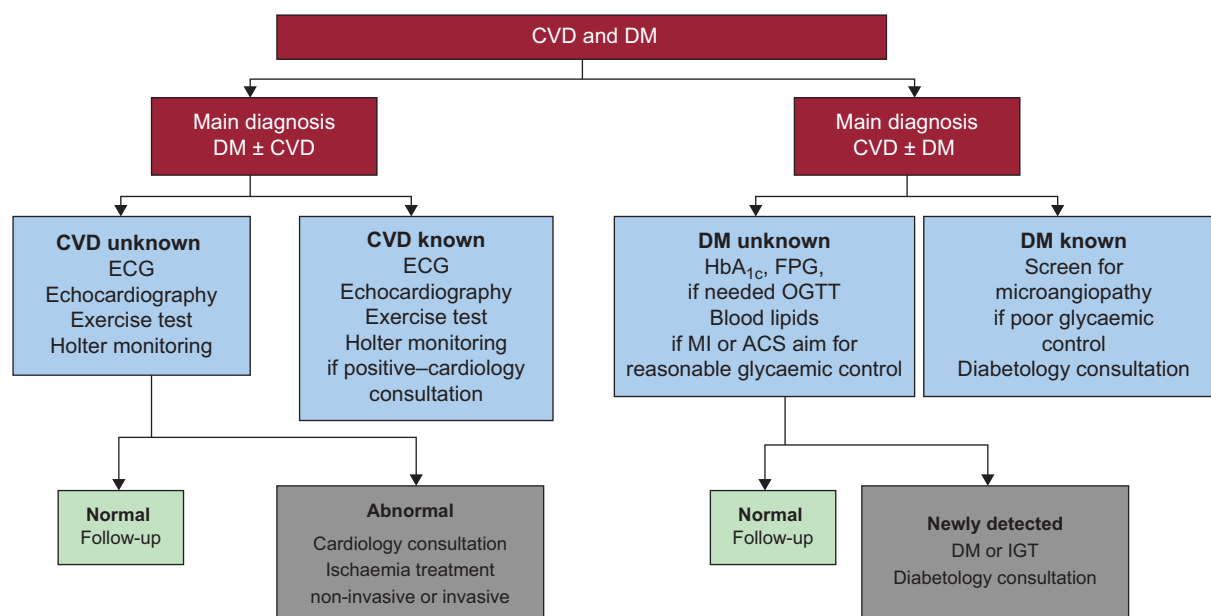 CVD and DM
Main diagnosis
DM ± CVD
Main diagnosis
CVD ± DM
CVD unknown
ECG
Echocardiography
Exercise test
Holter monitoring
CVD known
ECG
Echocardiography
Exercise test
Holter monitoring
if positive–cardiology
consultation
DM unknown
HbA1c, FPG,
if needed OGTT
Blood lipids
if MI or ACS aim for
reasonable glycaemic control
DM known
Screen for
microangiopathy
if poor glycaemic
control
Diabetology consultation
Normal
Follow-up
Abnormal
Cardiology consultation
Ischaemia treatment
non-invasive or invasive
Normal
Follow-up
Newly detected
DM or IGT
Diabetology consultation